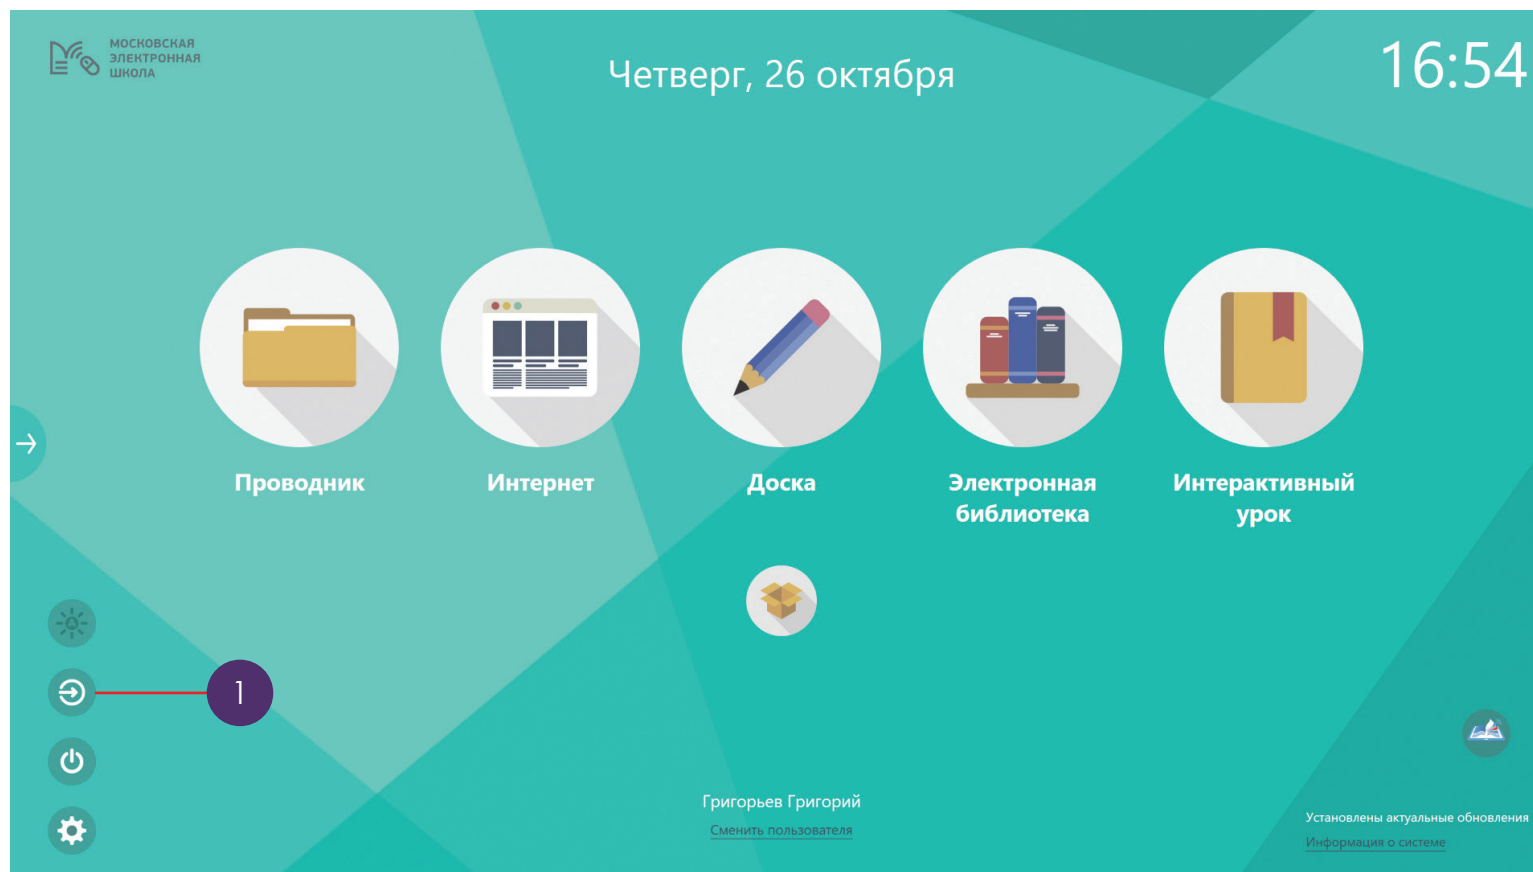 МОСКОВСКАЯ
ЭЛЕКТРОННАЯ
ШКОЛА
Четверг, 26 октября
16:54
Проводник
Интернет
Доска
Электронная
библиотека
Интерактивный
урок
1
Григорьев Григорий
Сменить пользователя
Установлены актуальные обновления
Информация о системе